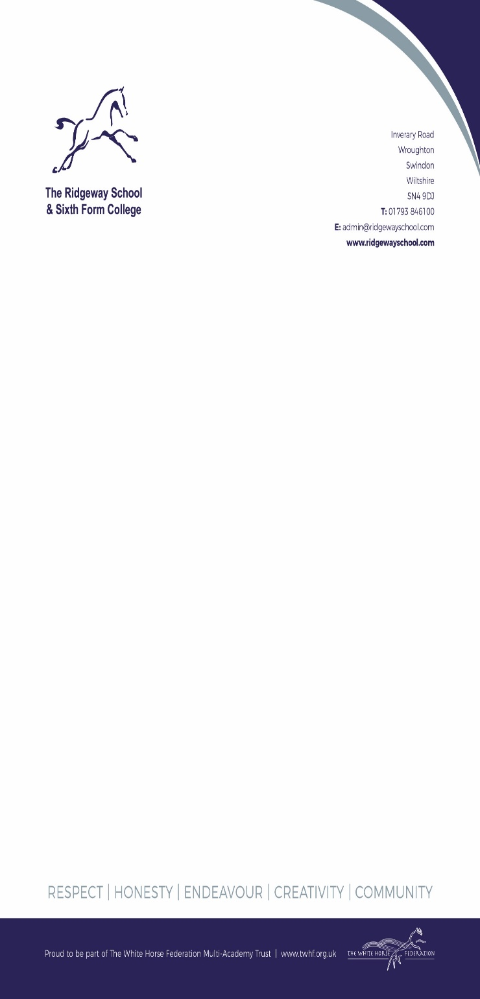 The Ridgeway School
& Sixth Form College
Inverary Road
Wroughton
Swindon
Wiltshire
SN4 9DJ
T: 01793 846100
E: admin@ridgewayschool.com
www.ridgewayschool.com
RESPECT | HONESTY | ENDEAVOUR | CREATIVITY | COMMUNITY
Proud to be part of The White Horse Federation Multi-Academy Trust | www.twhf.org.uk
THE WHITE HORSE FEDERATION